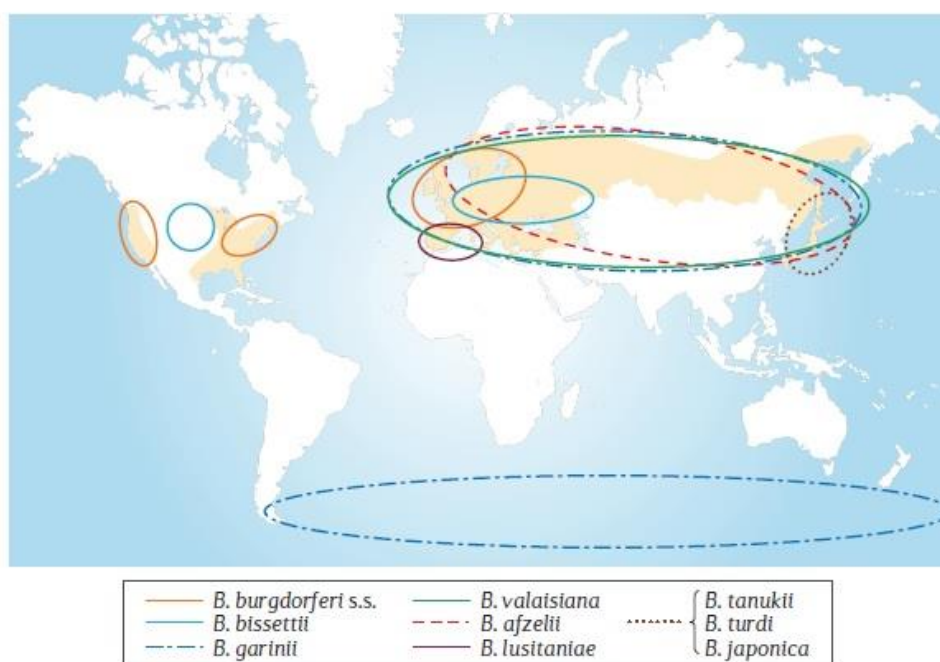 B. burgdorferi s.s.
B. bissettii
B. garinii
B. valaisiana
B. afzelii
B. lusitaniae
B. tanukii
B. turdi
B. japonica